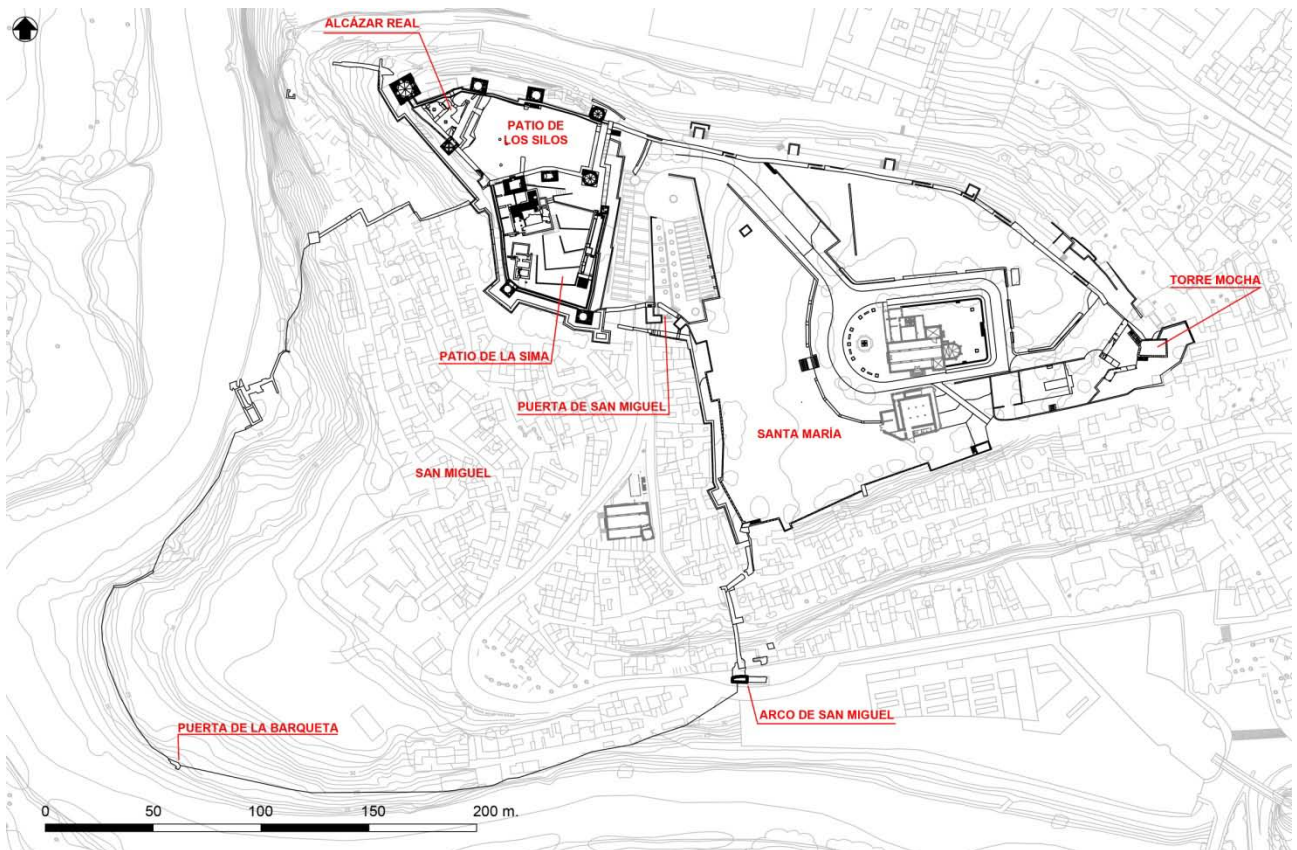 ALCÁZAR REAL
PATIO DE
LOS SILOS
TORRE MOCHA
PATIO DE LA SIMA
PUERTA DE SAN MIGUEL
SANTA MARÍA
SAN MIGUEL
ARCO DE SAN MIGUEL
PUERTA DE LA BARQUETA
0 50 100 150 200 m.